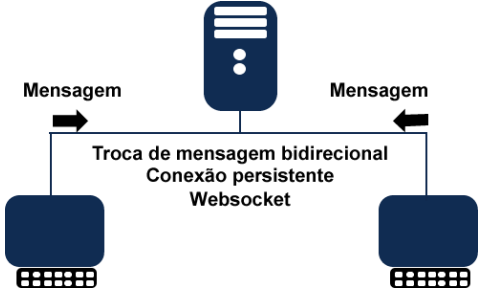 Mensagem
Mensagem
Troca de mensagem bidirecional
Conexão persistente
Websocket